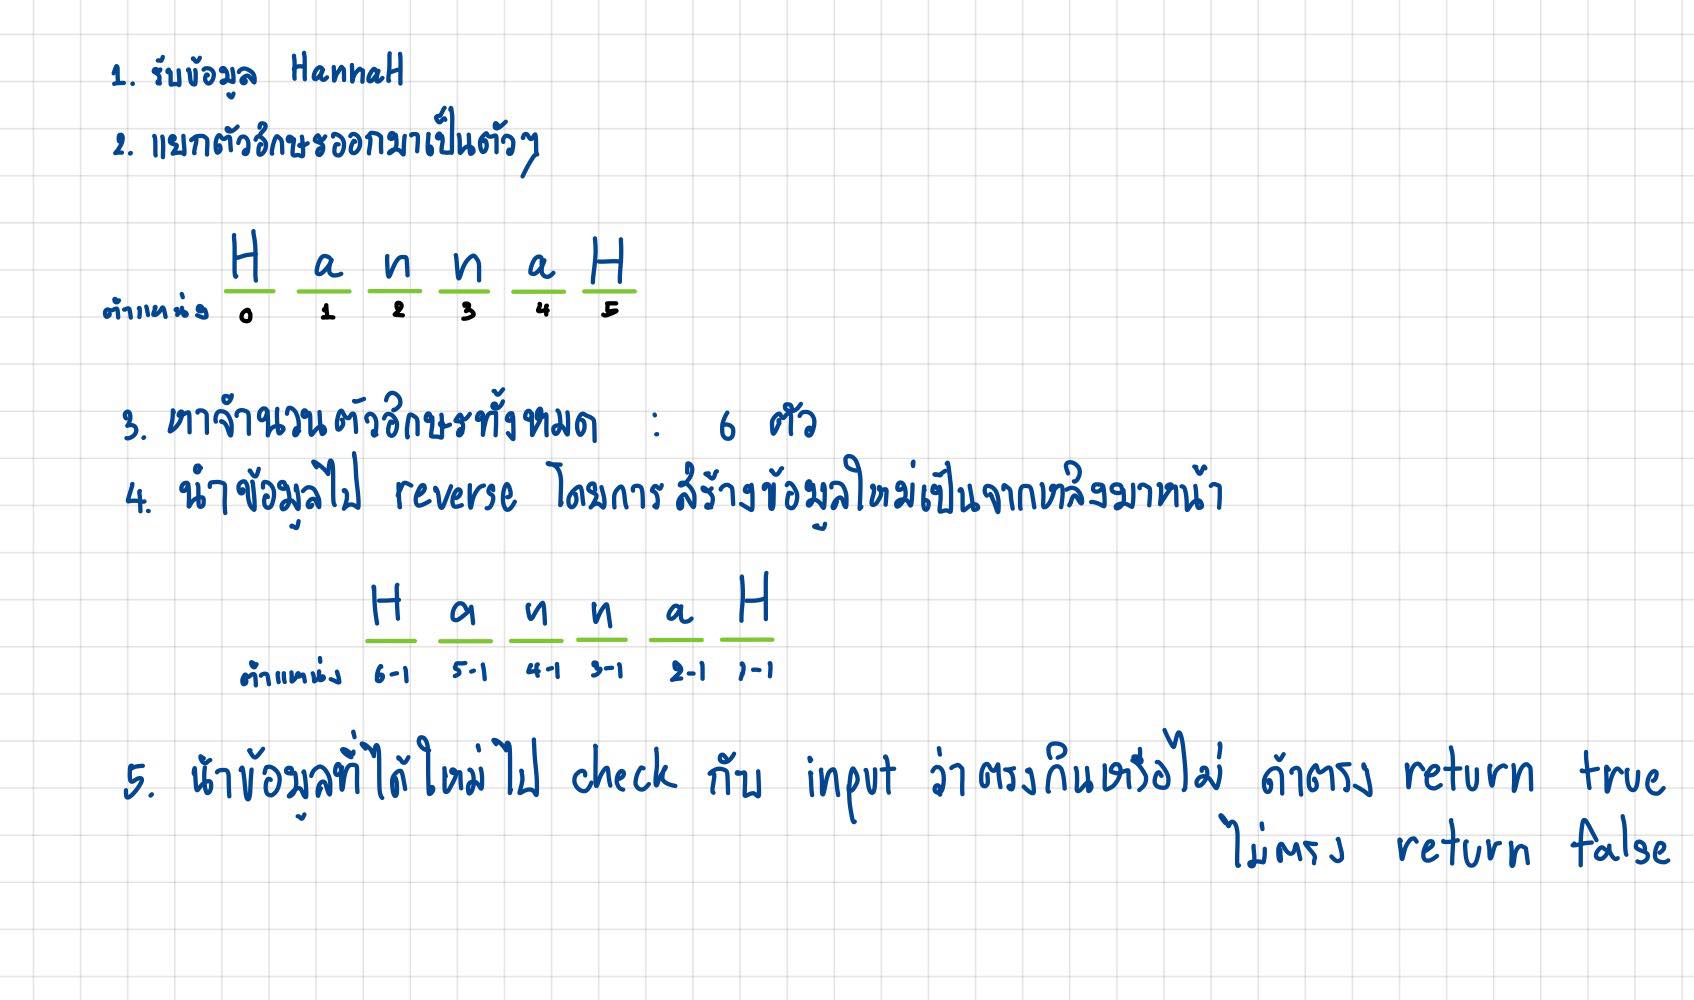 1. รับข้อมูล HannaH
2. แยกตัวอักษรออกมาเป็นตัวๆ
H a n n a H
ตำแหน่ง 0 1 2 3 4 5
3. หาจำนวนตัวอักษรทั้งหมด : 6 ตัว
4. นำข้อมูลไป reverse โดยการสร้างข้อมูลใหม่เป็นจากหลังมาหน้า
H a n n a H
ตำแหน่ง 6-1 5-1 4-1 3-1 2-1 1-1
5. นำข้อมูลที่ได้ใหม่ไป check กับ input ว่าตรงกันหรือไม่ ถ้าตรง return true
ไม่ตรง return false